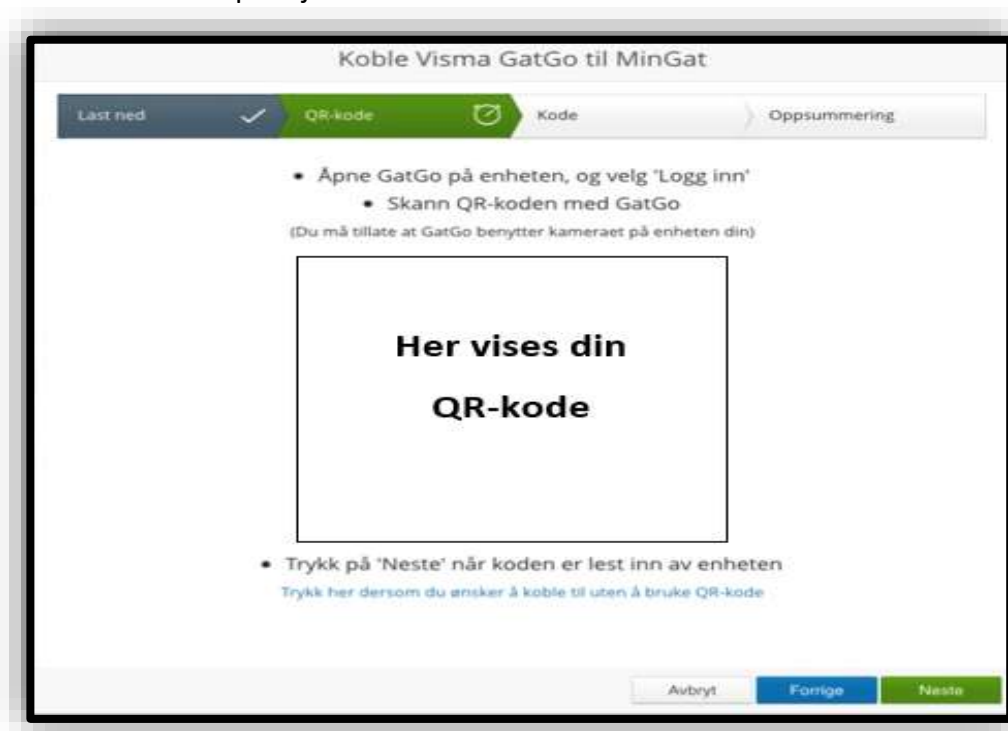 Koble Visma GatGo til MinGat
Last ned QR-kode Kode Oppsummering
• Åpne GatGo på enheten, og velg 'Logg inn'
• Skann QR-koden med GatGo
(Du må tillate at GatGo benytter kameraet på enheten din)
Her vises din
QR-kode
• Trykk på 'Neste' når koden er lest inn av enheten
Trykk her dersom du ønsker å koble til uten å bruke QR-kode
Avbryt Forrige Neste